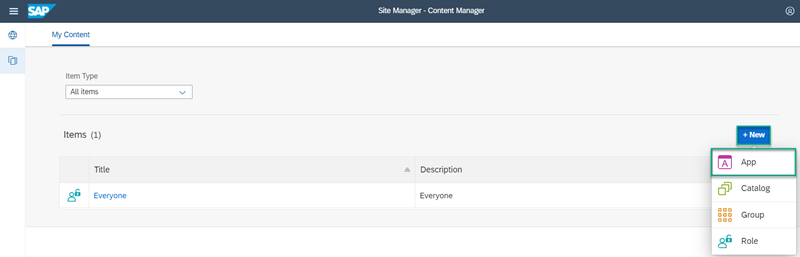 SAP
Site Manager - Content Manager
My Content
Item Type
All items
Items (1)
+ New
Title
Description
Everyone
Everyone
A
App
Catalog
Group
Role